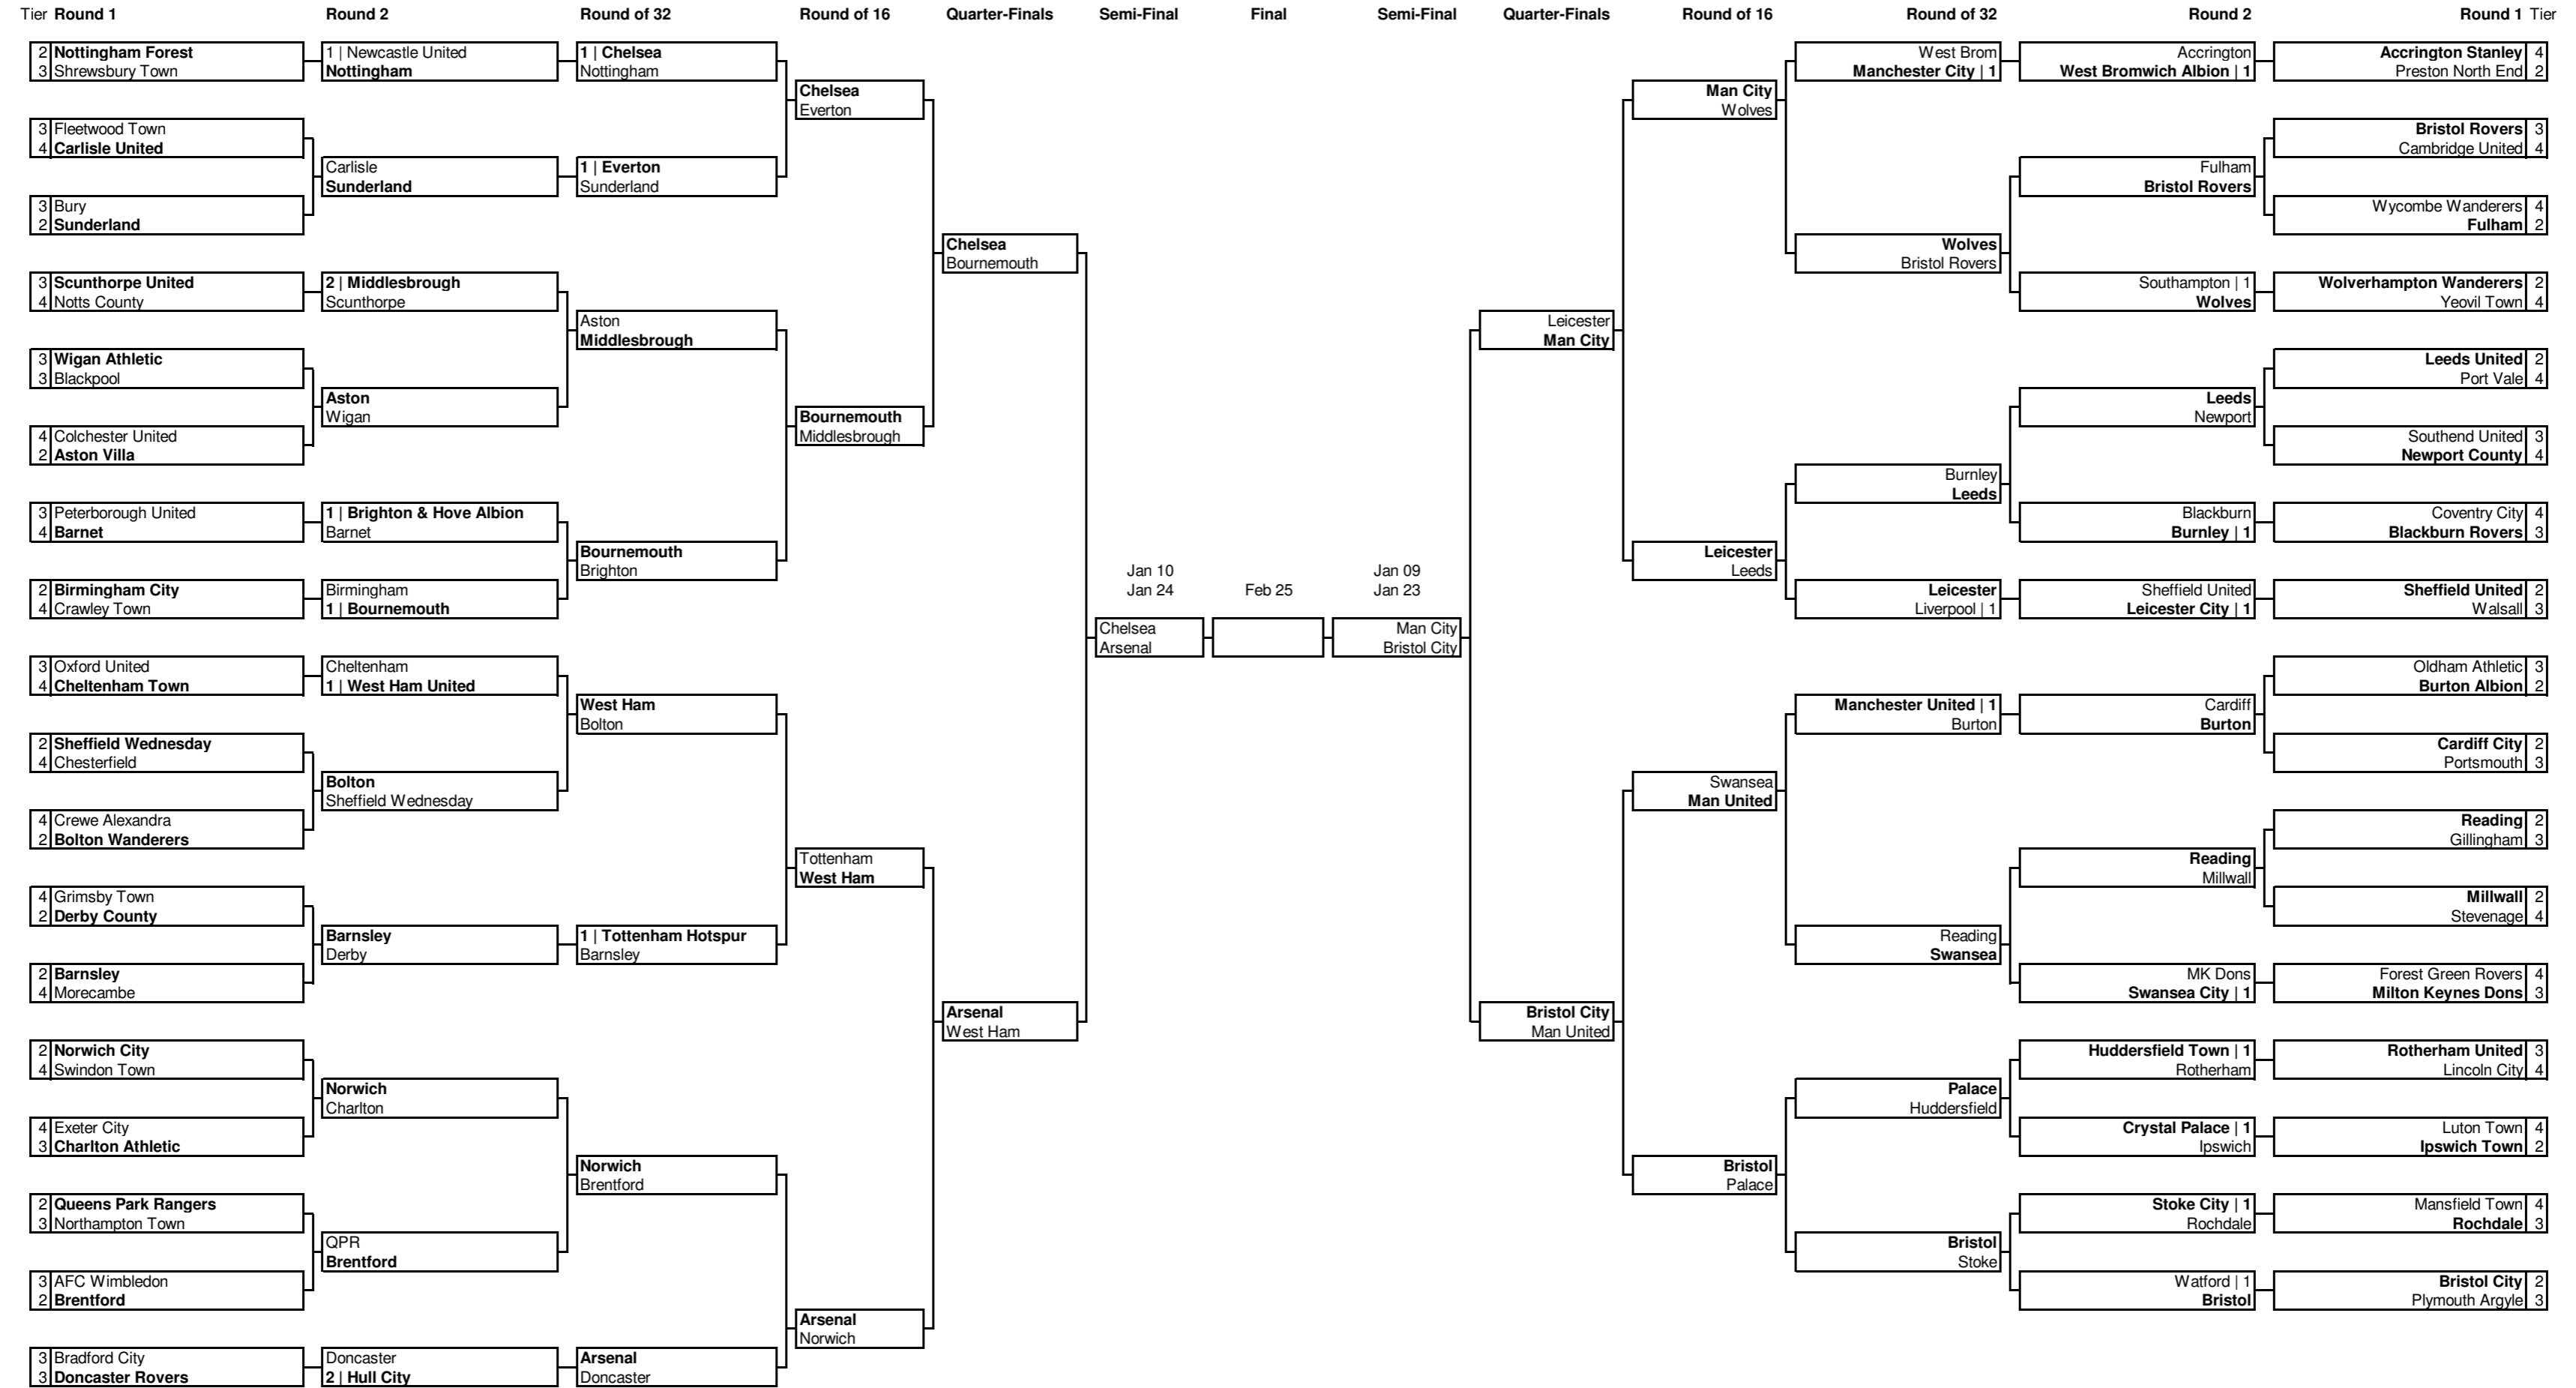 Tier Round 1 Round 2 Round of 32 Round of 16 Quarter-Finals Semi-Final Final Semi-Final Quarter-Finals Round of 16 Round of 32 Round 2 Round 1 Tier
2 Nottingham Forest
3 Shrewsbury Town
3 Fleetwood Town
4 Carlisle United
3 Bury
2 Sunderland
3 Scunthorpe United
4 Notts County
3 Wigan Athletic
3 Blackpool
4 Colchester United
2 Aston Villa
3 Peterborough United
4 Barnet
2 Birmingham City
4 Crawley Town
3 Oxford United
4 Cheltenham Town
2 Sheffield Wednesday
4 Chesterfield
4 Crewe Alexandra
2 Bolton Wanderers
4 Grimsby Town
2 Derby County
2 Barnsley
4 Morecambe
2 Norwich City
4 Swindon Town
4 Exeter City
3 Charlton Athletic
2 Queens Park Rangers
3 Northampton Town
3 AFC Wimbledon
2 Brentford
3 Bradford City
3 Doncaster Rovers
1 | Newcastle United
Nottingham
Carlisle
Sunderland
2 | Middlesbrough
Scunthorpe
Aston
Wigan
1 | Brighton & Hove Albion
Barnet
Birmingham
1 | Bournemouth
Cheltenham
1 | West Ham United
Bolton
Sheffield Wednesday
Barnsley
Derby
Norwich
Charlton
QPR
Brentford
Doncaster
2 | Hull City
1 | Chelsea
Nottingham
1 | Everton
Sunderland
Aston
Middlesbrough
Bournemouth
Brighton
West Ham
Bolton
1 | Tottenham Hotspur
Barnsley
Norwich
Brentford
Arsenal
Doncaster
Chelsea
Everton
Bournemouth
Middlesbrough
Tottenham
West Ham
Arsenal
Norwich
Chelsea
Bournemouth
Arsenal
West Ham
Jan 10
Jan 24
Chelsea
Arsenal
Feb 25
Jan 09
Jan 23
Man City
Bristol City
Leicester
Man City
Bristol City
Man United
Man City
Wolves
Leicester
Leeds
Swansea
Man United
Bristol
Palace
West Brom
Manchester City | 1
Wolves
Bristol Rovers
Burnley
Leeds
Leicester
Liverpool | 1
Manchester United | 1
Burton
Reading
Swansea
Palace
Huddersfield
Bristol
Stoke
Accrington
West Bromwich Albion | 1
Fulham
Bristol Rovers
Southampton | 1
Wolves
Leeds
Newport
Blackburn
Burnley | 1
Sheffield United
Leicester City | 1
Cardiff
Burton
Reading
Millwall
MK Dons
Swansea City | 1
Huddersfield Town | 1
Rotherham
Crystal Palace | 1
Ipswich
Stoke City | 1
Rochdale
Watford | 1
Bristol
Accrington Stanley 4
Preston North End 2
Bristol Rovers 3
Cambridge United 4
Wycombe Wanderers 4
Fulham 2
Wolverhampton Wanderers 2
Yeovil Town 4
Leeds United 2
Port Vale 4
Southend United 3
Newport County 4
Coventry City 4
Blackburn Rovers 3
Sheffield United 2
Walsall 3
Oldham Athletic 3
Burton Albion 2
Cardiff City 2
Portsmouth 3
Reading 2
Gillingham 3
Millwall 2
Stevenage 4
Forest Green Rovers 4
Milton Keynes Dons 3
Rotherham United 3
Lincoln City 4
Luton Town 4
Ipswich Town 2
Mansfield Town 4
Rochdale 3
Bristol City 2
Plymouth Argyle 3